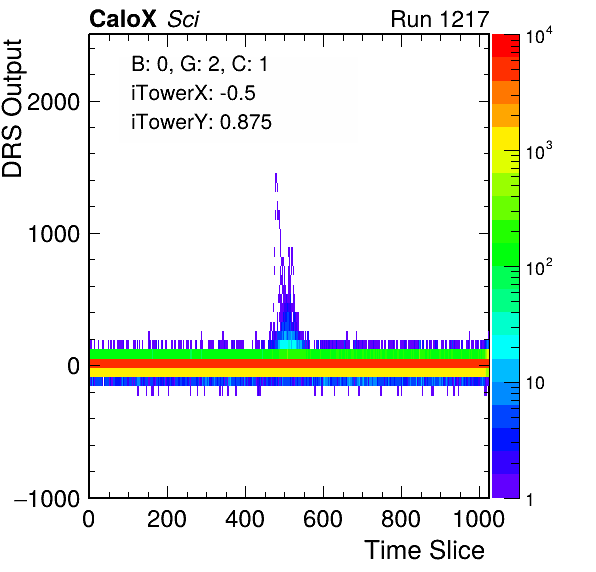 CaloX Sci
Run 1217
B: 0, G: 2, C: 1
iTowerX: -0.5
iTowerY: 0.875
DRS Output
2000
1000
0
−1000
0 200 400 600 800 1000
Time Slice
10^4
10^3
10^2
10
1